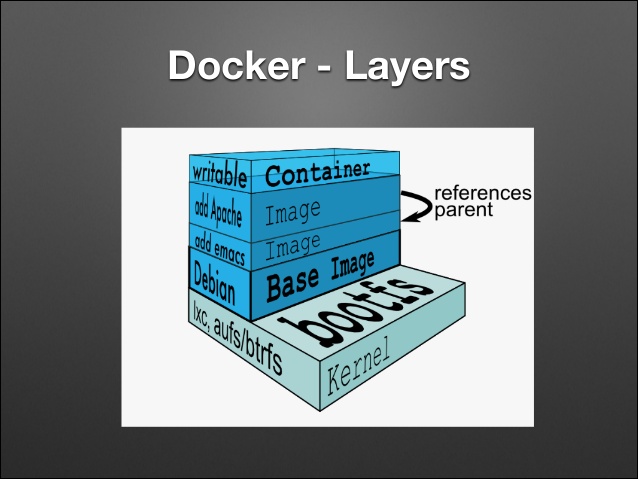 Docker - Layers
writable
Container
add Apache
Image
references
parent
add emacs
Image
Debian
Base Image
bootfs
lxc, aufs/btrfs
Kernel